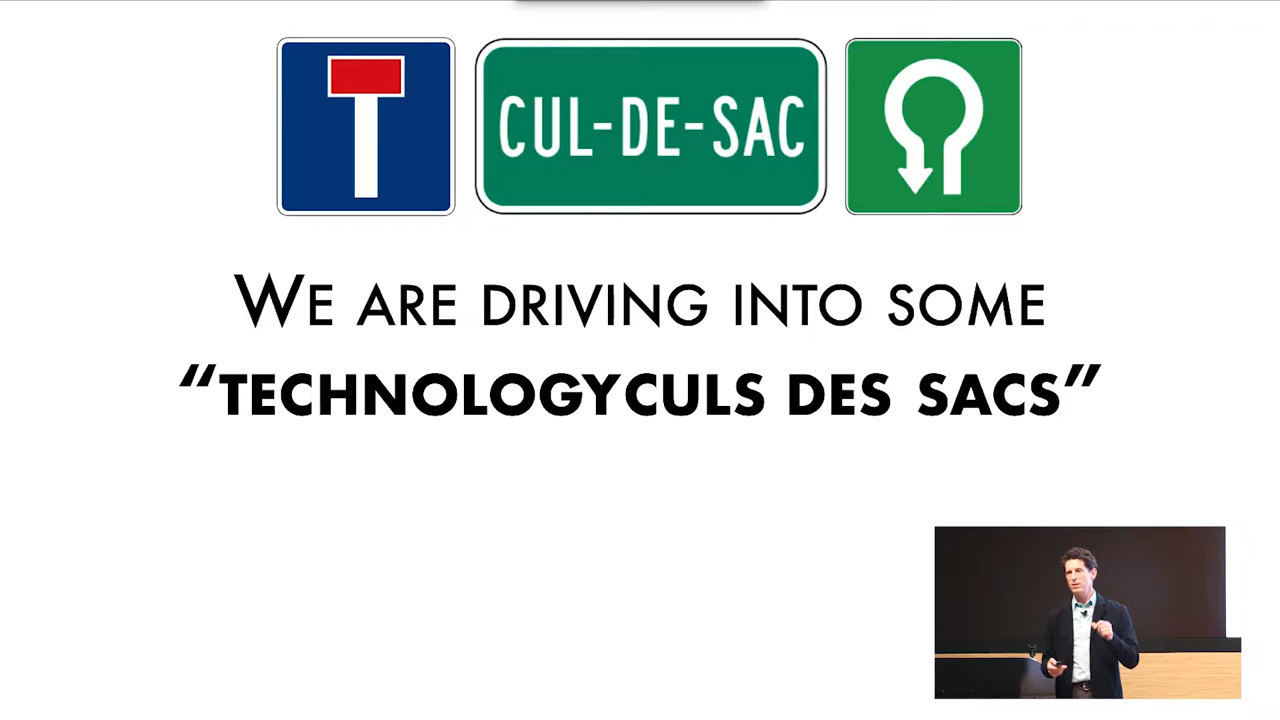 CUL-DE-SAC
WE ARE DRIVING INTO SOME
“TECHNOLOGYCULS DES SACS”